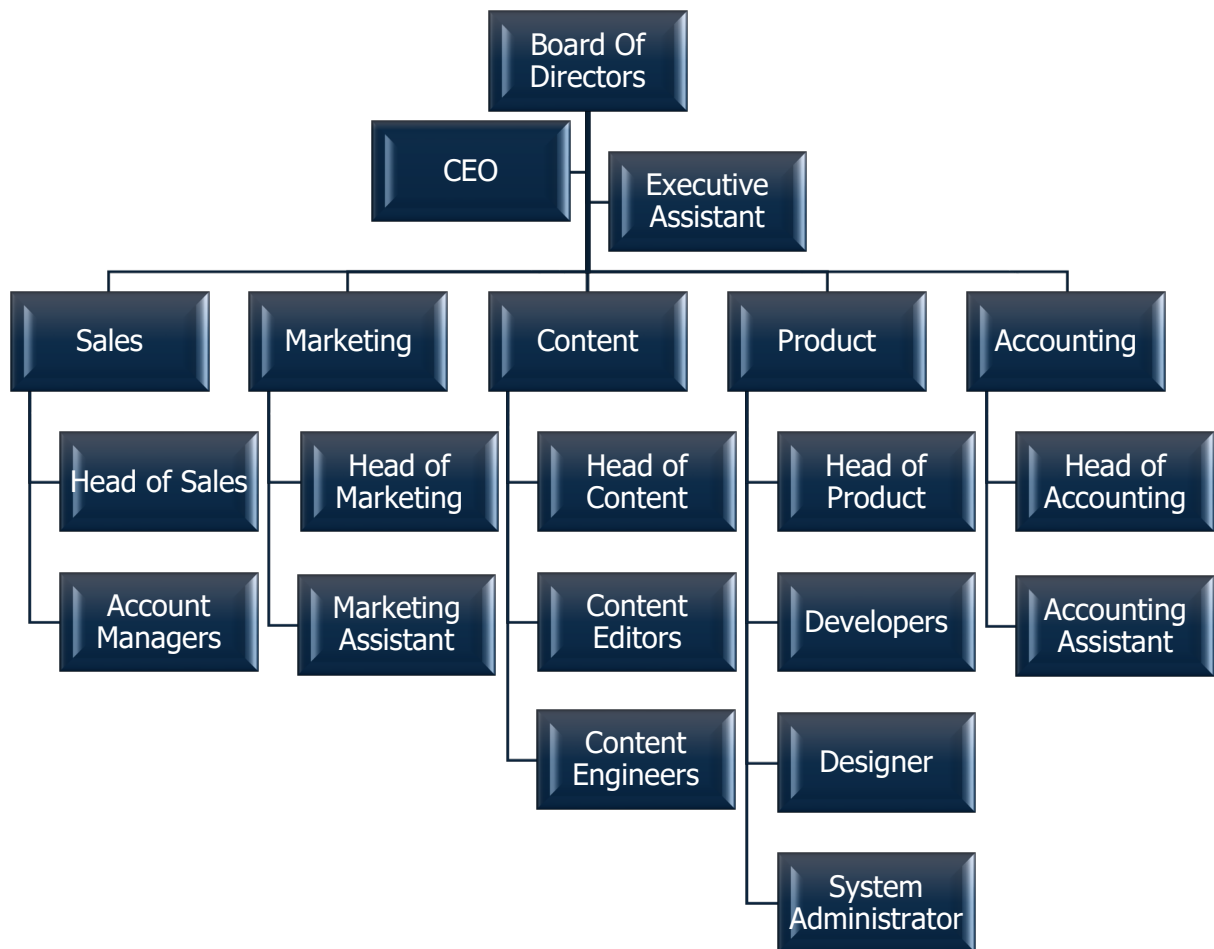 Board Of
Directors
CEO
Executive
Assistant
Sales
Marketing
Content
Product
Accounting
Head of Sales
Head of
Marketing
Head of
Content
Head of
Product
Head of
Accounting
Account
Managers
Marketing
Assistant
Content
Editors
Developers
Accounting
Assistant
Content
Engineers
Designer
System
Administrator